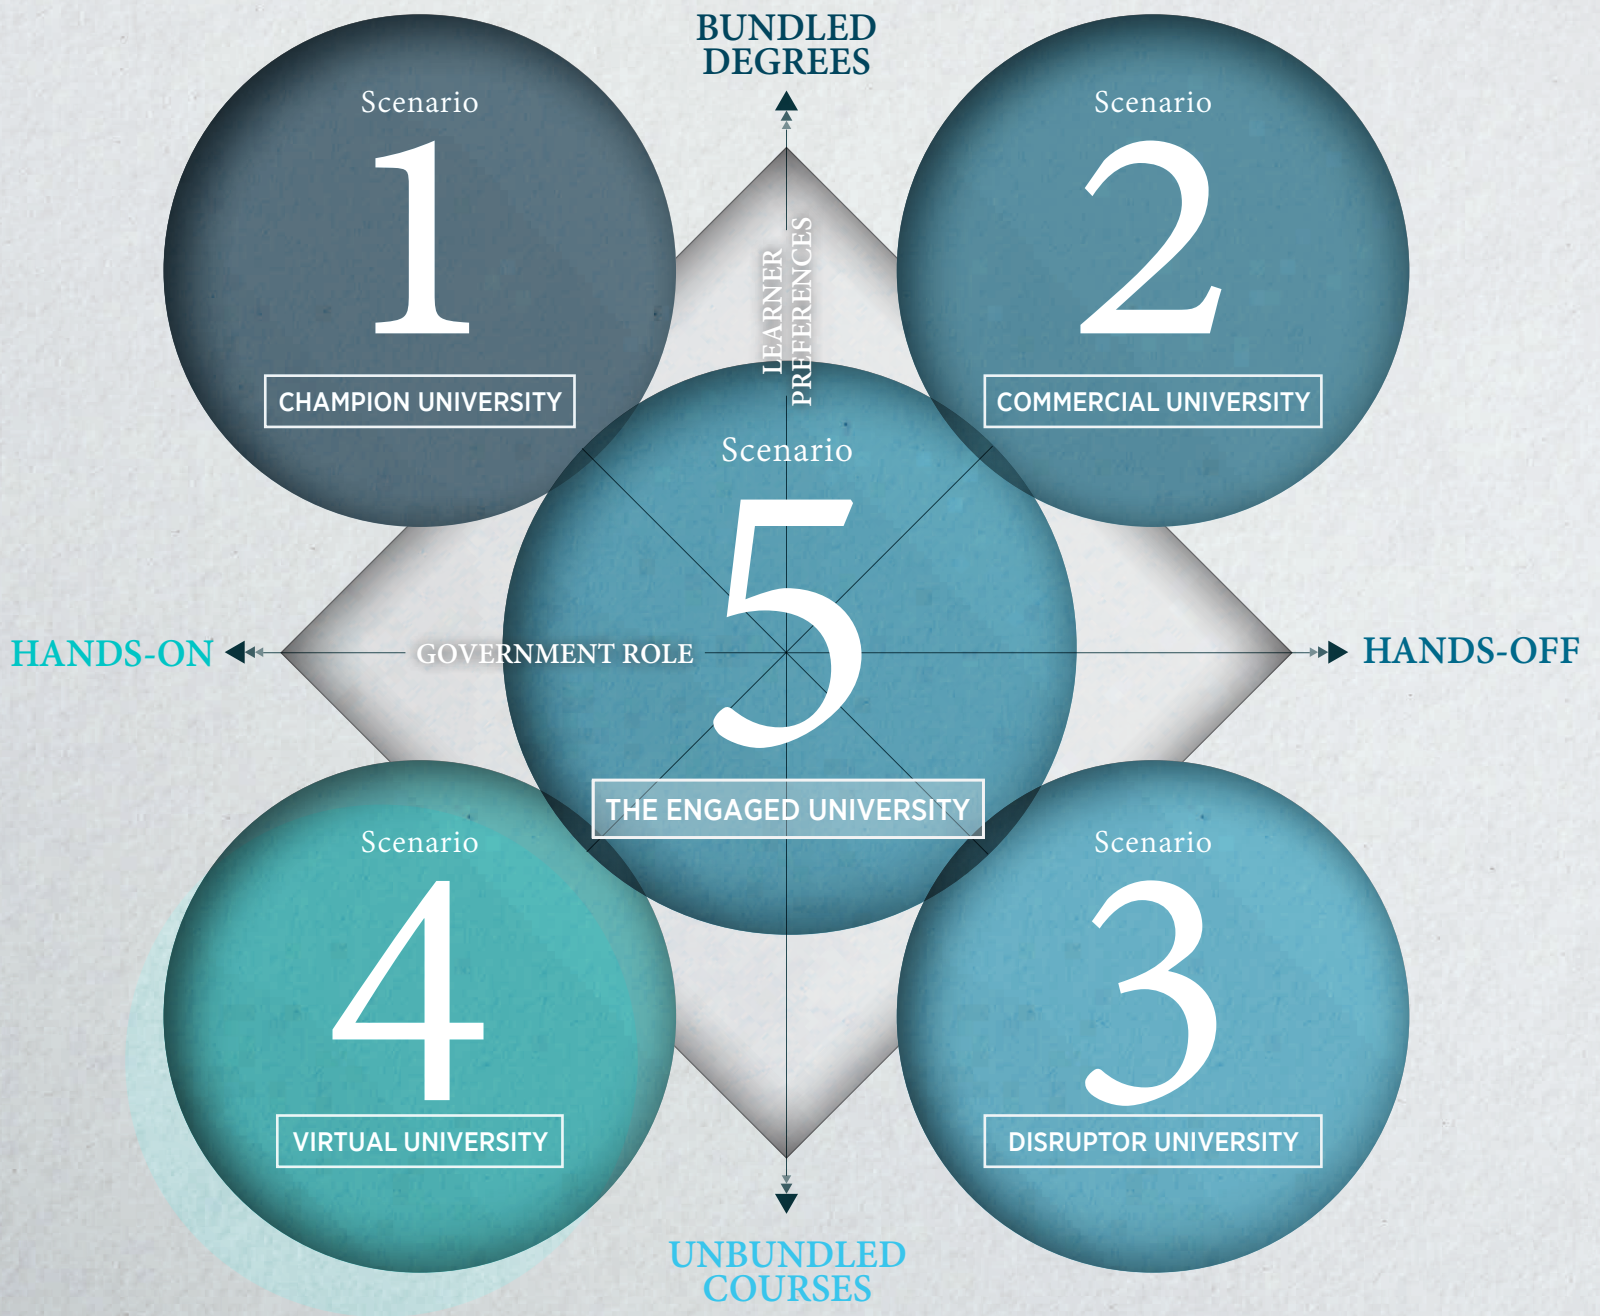 BUNDLED
DEGREES
Scenario
1
CHAMPION UNIVERSITY
Scenario
2
COMMERCIAL UNIVERSITY
LEARNER
PREFERENCES
Scenario
5
THE ENGAGED UNIVERSITY
HANDS-ON
GOVERNMENT ROLE
HANDS-OFF
Scenario
4
VIRTUAL UNIVERSITY
Scenario
3
DISRUPTOR UNIVERSITY
UNBUNDLED
COURSES